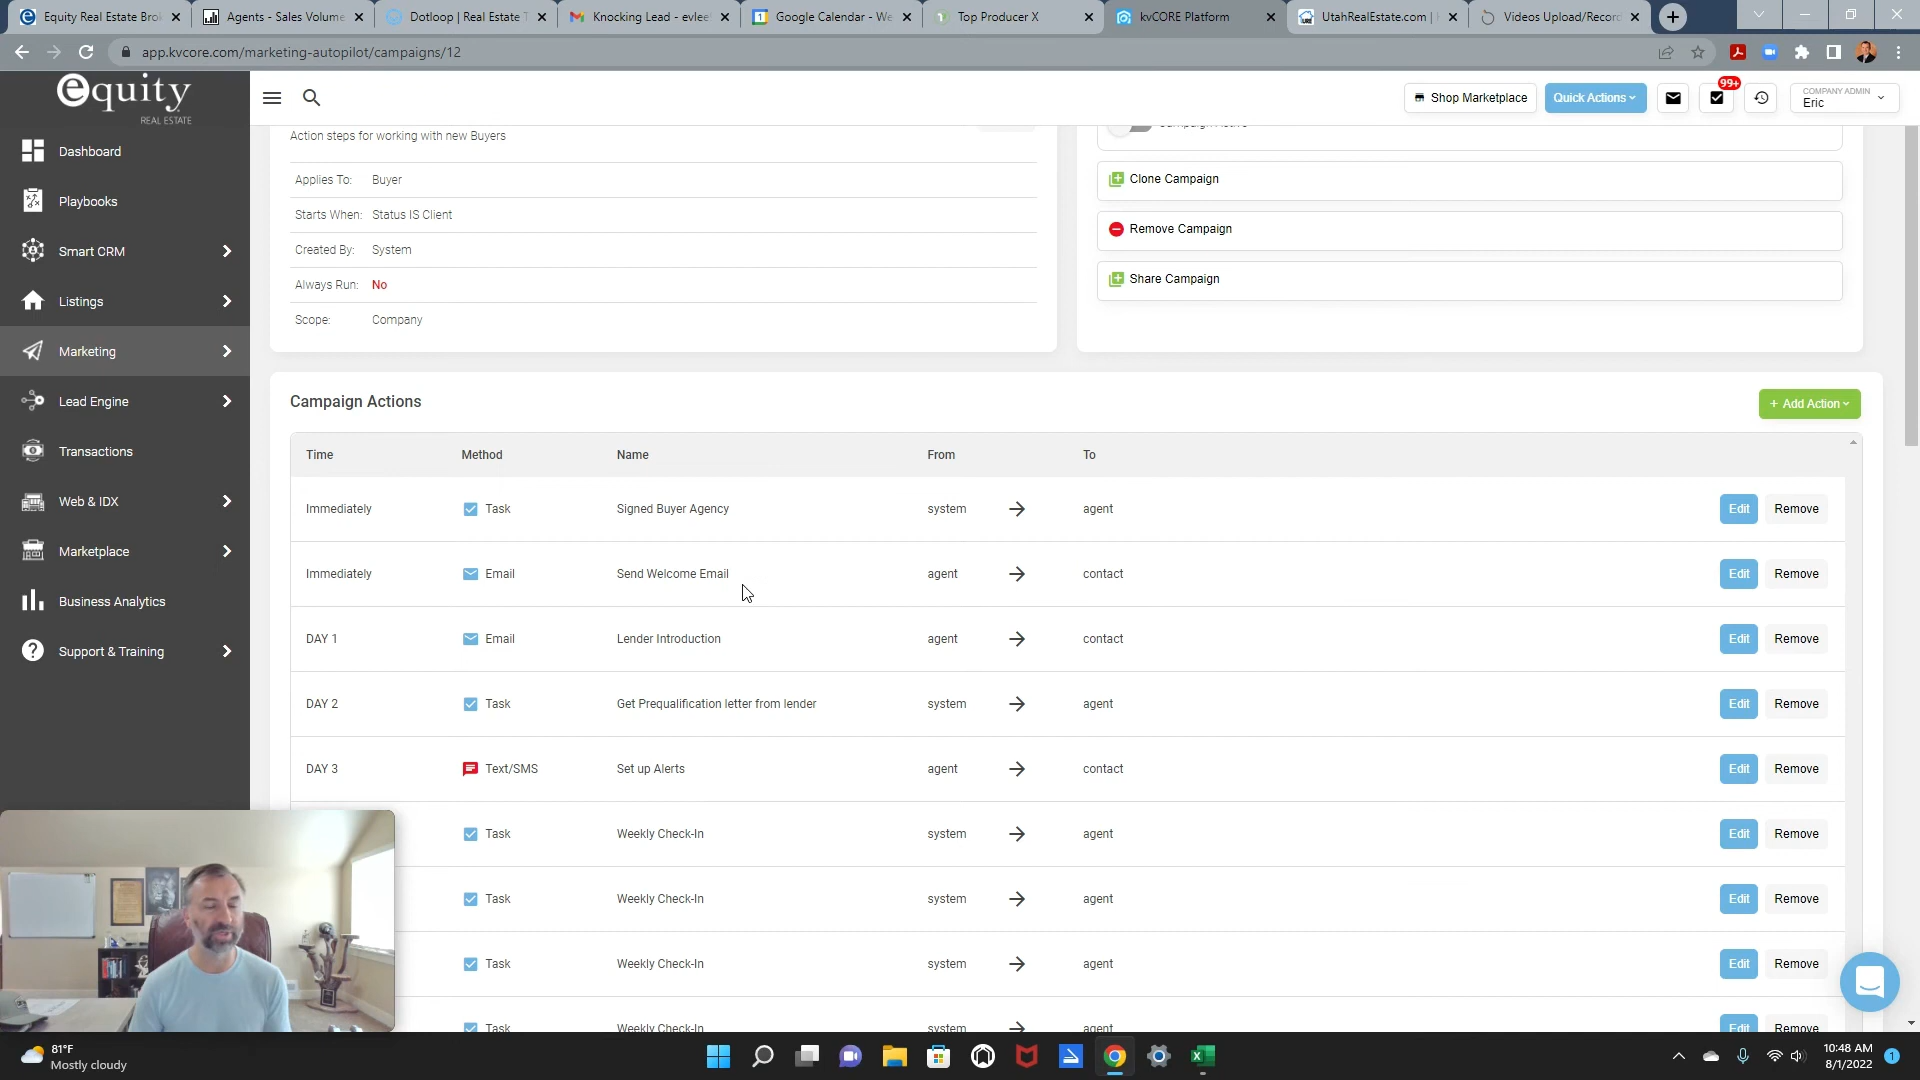 Equity Real Estate Bro
Agents - Sales Volume
Dotloop | Real Estate T
Knocking Lead - evlee
Google Calendar - We
Top Producer X
kvCORE Platform
UtahRealEstate.com |
Videos Upload/Record
app.kvcore.com/marketing-autopilot/campaigns/12
equity
REAL ESTATE
Shop Marketplace
Quick Actions
99+
COMPANY ADMIN
Eric
Dashboard
Playbooks
Smart CRM
Listings
Marketing
Lead Engine
Transactions
Web & IDX
Marketplace
Business Analytics
Support & Training
Action steps for working with new Buyers
Applies To: Buyer
Starts When: Status IS Client
Created By: System
Always Run: No
Scope: Company
Clone Campaign
Remove Campaign
Share Campaign
Campaign Actions
+ Add Action
Time Method Name From To
Immediately Task Signed Buyer Agency system agent Edit Remove
Immediately Email Send Welcome Email agent contact Edit Remove
DAY 1 Email Lender Introduction agent contact Edit Remove
DAY 2 Task Get Prequalification letter from lender system agent Edit Remove
DAY 3 Text/SMS Set up Alerts agent contact Edit Remove
Task Weekly Check-In system agent Edit Remove
Task Weekly Check-In system agent Edit Remove
Task Weekly Check-In system agent Edit Remove
Task Weekly Check-In system agent Edit Remove
81°F
Mostly cloudy
10:48 AM
8/1/2022
1